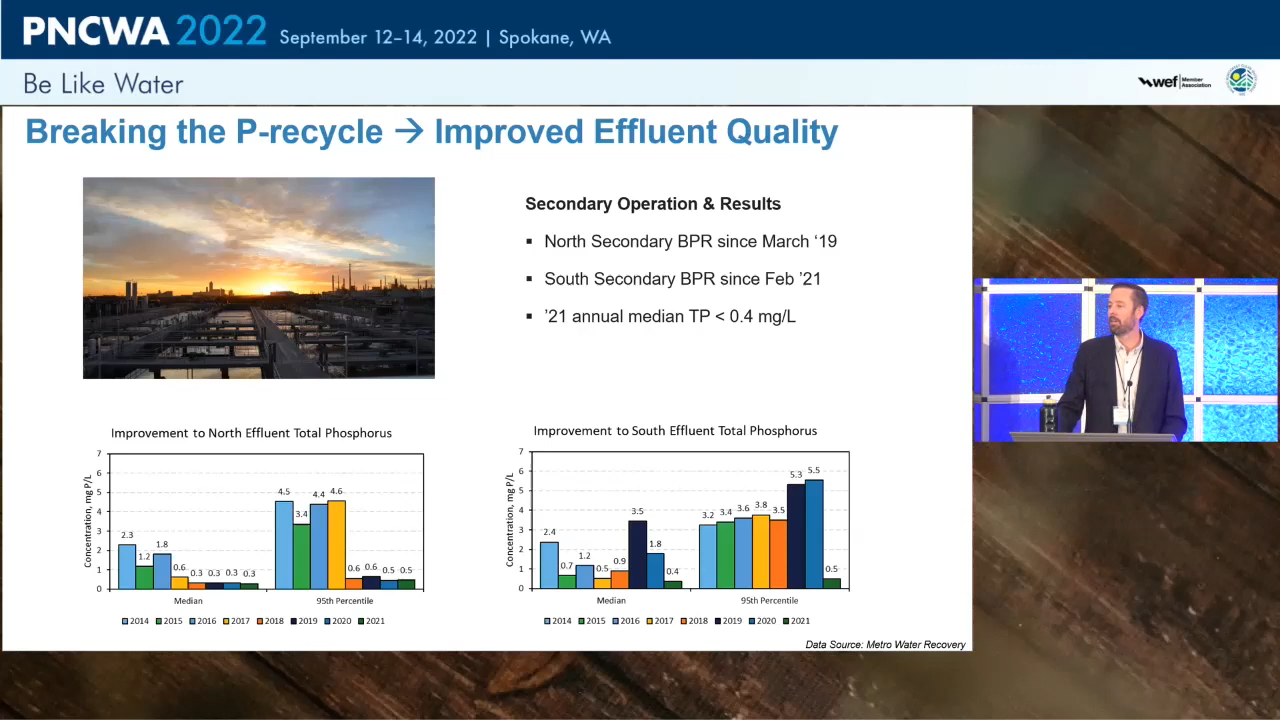 PNCWA 2022 September 12–14, 2022 | Spokane, WA
Be Like Water
wef Member Association
Breaking the P-recycle → Improved Effluent Quality
Secondary Operation & Results
▪ North Secondary BPR since March ‘19
▪ South Secondary BPR since Feb ’21
▪ ’21 annual median TP < 0.4 mg/L
Improvement to North Effluent Total Phosphorus
Concentration, mg P/L
7
6
5
4
3
2
1
0
2.3 1.2 1.8 0.6 0.3 0.3 0.3 0.3
4.5 3.4 4.4 4.6 0.6 0.6 0.5 0.5
Median 95th Percentile
2014 2015 2016 2017 2018 2019 2020 2021
Improvement to South Effluent Total Phosphorus
Concentration, mg P/L
7
6
5
4
3
2
1
0
2.4 0.7 1.2 0.5 0.9 3.5 1.8 0.4
3.2 3.4 3.6 3.8 3.5 5.3 5.5 0.5
Median 95th Percentile
2014 2015 2016 2017 2018 2019 2020 2021
Data Source: Metro Water Recovery